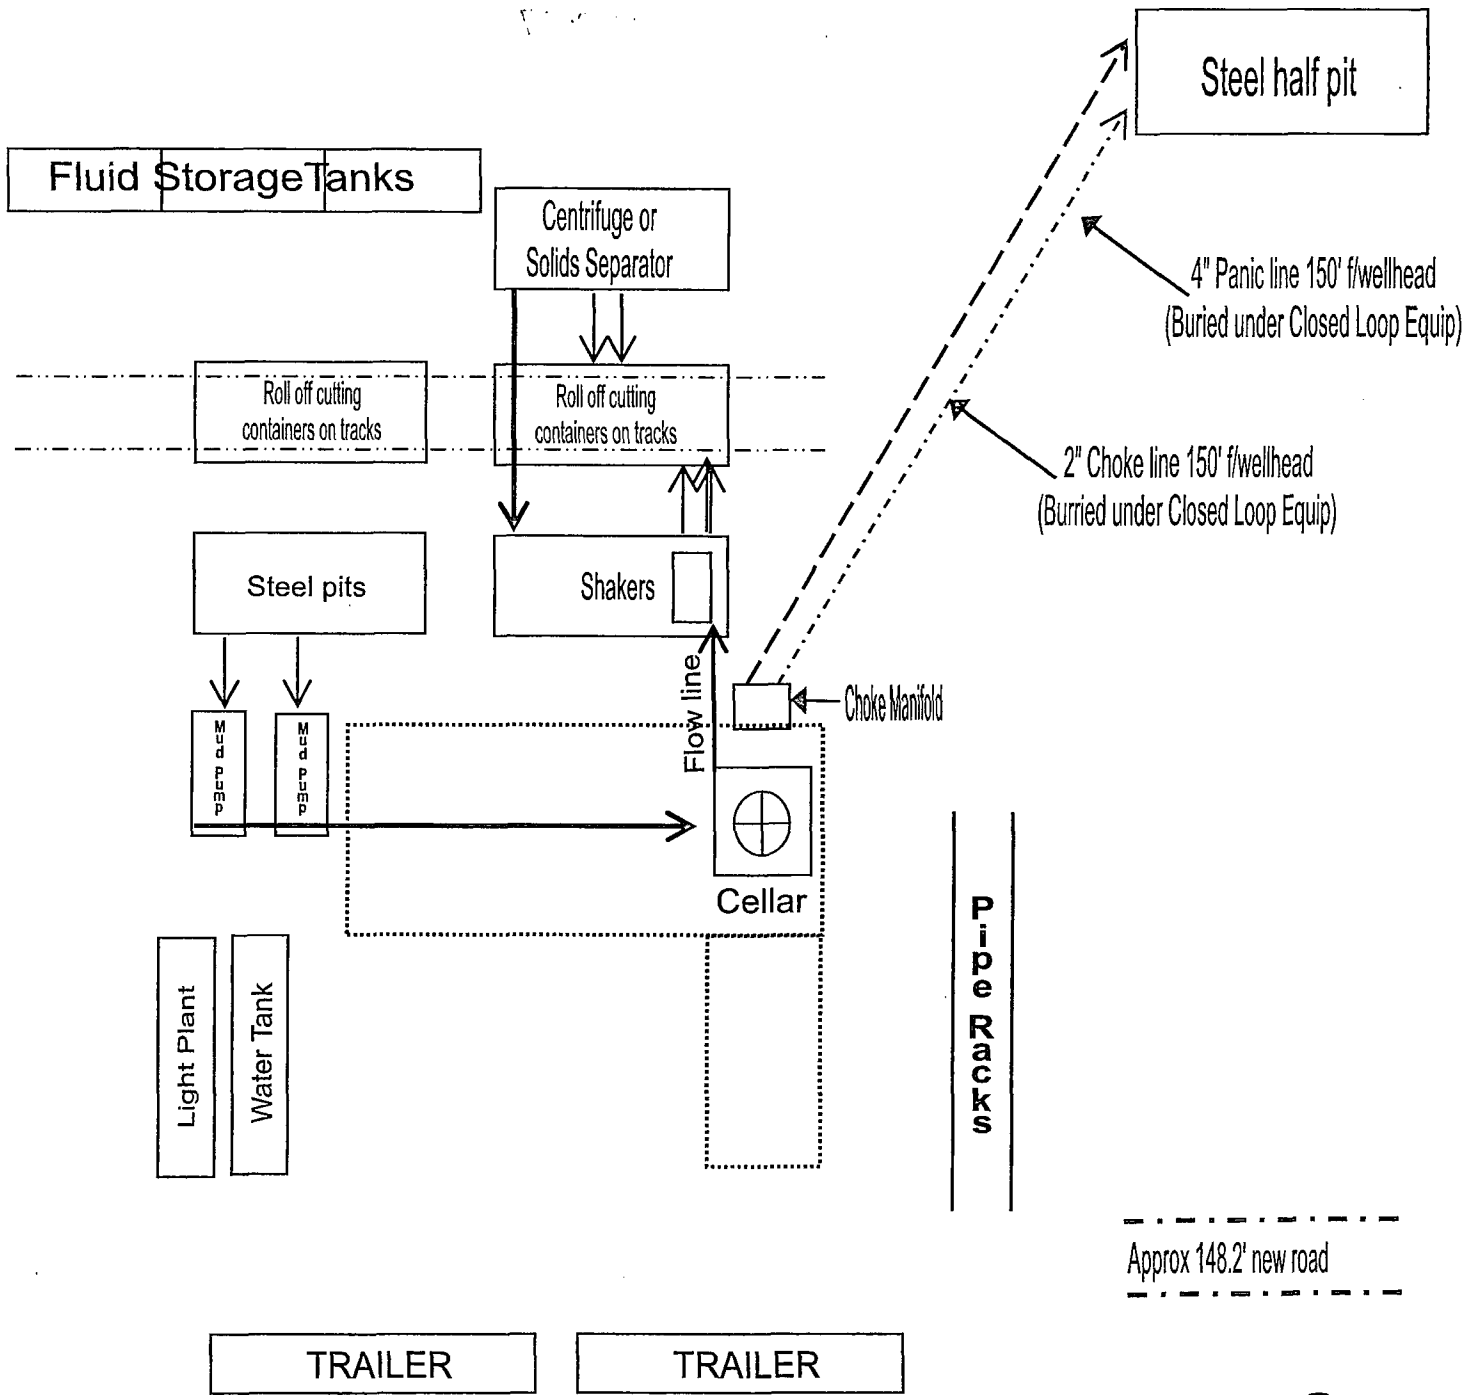 Steel half pit
Fluid StorageTanks
Centrifuge or
Solids Separator
4" Panic line 150' f/wellhead
(Buried under Closed Loop Equip)
Roll off cutting
containers on tracks
Roll off cutting
containers on tracks
2" Choke line 150' f/wellhead
(Burried under Closed Loop Equip)
Steel pits
Shakers
Flow line
Choke Manifold
Mud pump
Mud pump
Cellar
Pipe Racks
Light Plant
Water Tank
Approx 148.2' new road
TRAILER
TRAILER